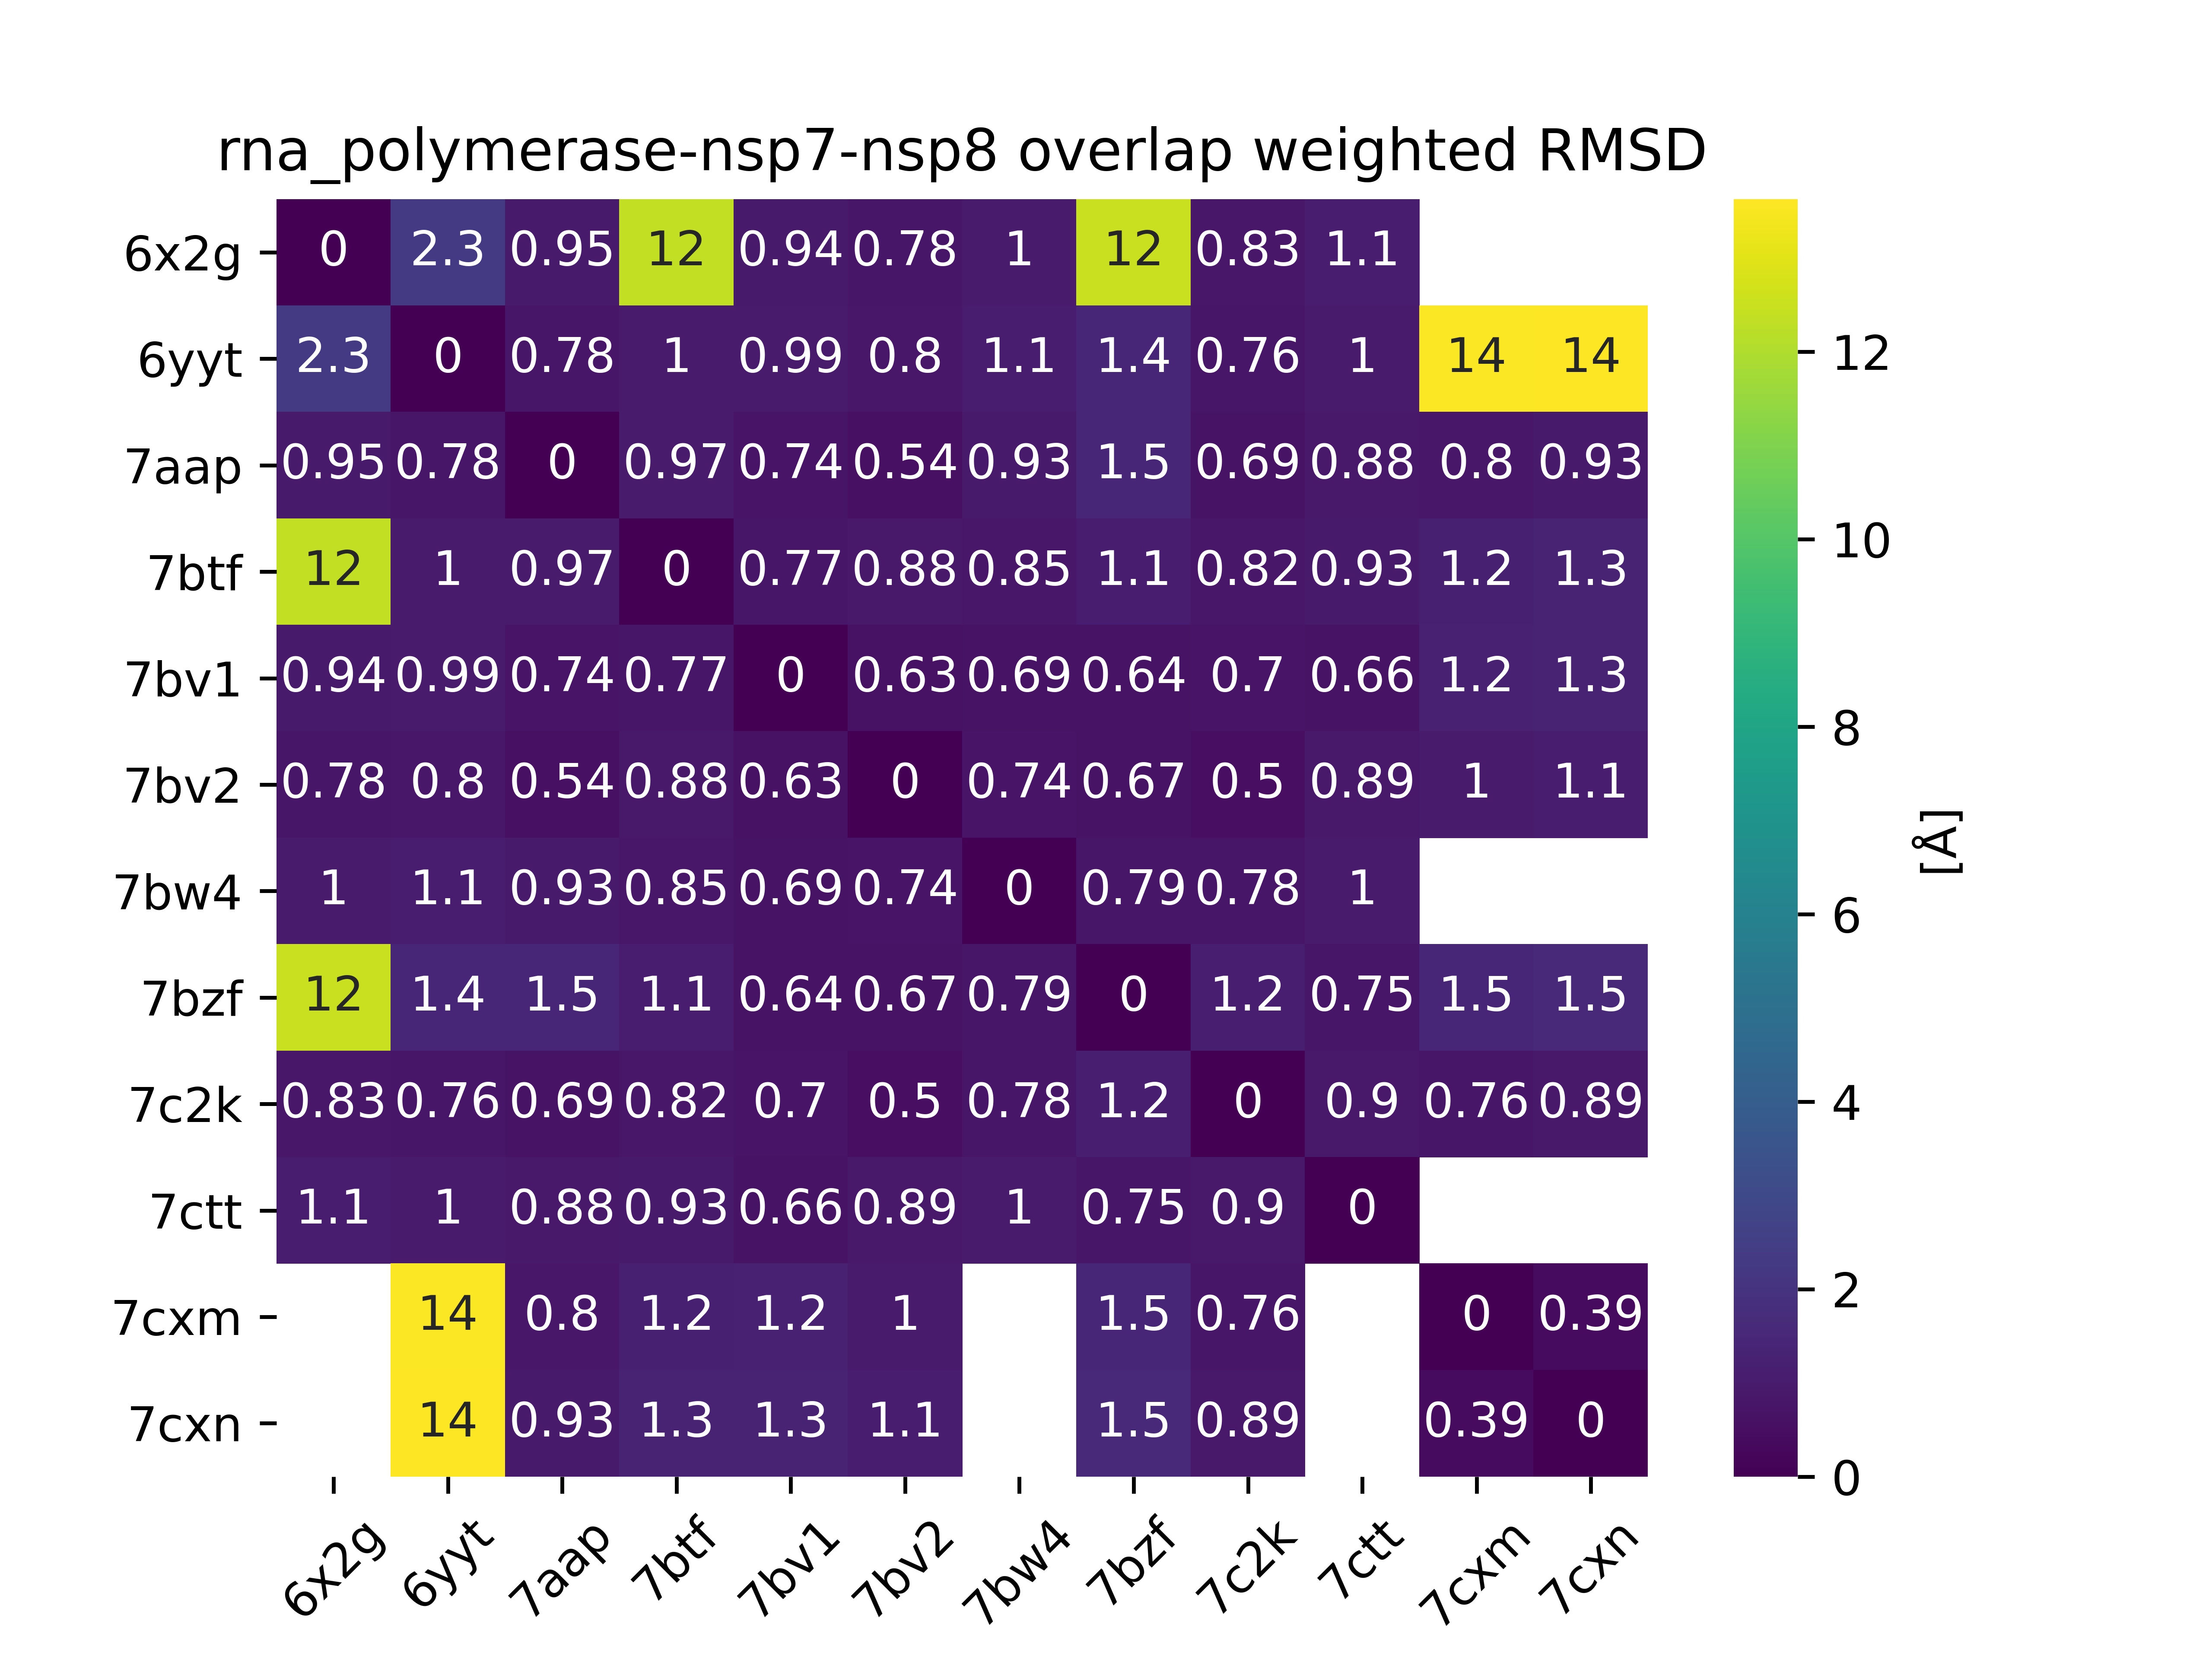 rna_polymerase-nsp7-nsp8 overlap weighted RMSD
6x2g 0 2.3 0.95 12 0.94 0.78 1 12 0.83 1.1
6yyt 2.3 0 0.78 1 0.99 0.8 1.1 1.4 0.76 1 14 14
7aap 0.95 0.78 0 0.97 0.74 0.54 0.93 1.5 0.69 0.88 0.8 0.93
7btf 12 1 0.97 0 0.77 0.88 0.85 1.1 0.82 0.93 1.2 1.3
7bv1 0.94 0.99 0.74 0.77 0 0.63 0.69 0.64 0.7 0.66 1.2 1.3
7bv2 0.78 0.8 0.54 0.88 0.63 0 0.74 0.67 0.5 0.89 1 1.1
7bw4 1 1.1 0.93 0.85 0.69 0.74 0 0.79 0.78 1
7bzf 12 1.4 1.5 1.1 0.64 0.67 0.79 0 1.2 0.75 1.5 1.5
7c2k 0.83 0.76 0.69 0.82 0.7 0.5 0.78 1.2 0 0.9 0.76 0.89
7ctt 1.1 1 0.88 0.93 0.66 0.89 1 0.75 0.9 0
7cxm 14 0.8 1.2 1.2 1 1.5 0.76 0 0.39
7cxn 14 0.93 1.3 1.3 1.1 1.5 0.89 0.39 0
6x2g 6yyt 7aap 7btf 7bv1 7bv2 7bw4 7bzf 7c2k 7ctt 7cxm 7cxn
12
10
8
6
4
2
0
[Å]